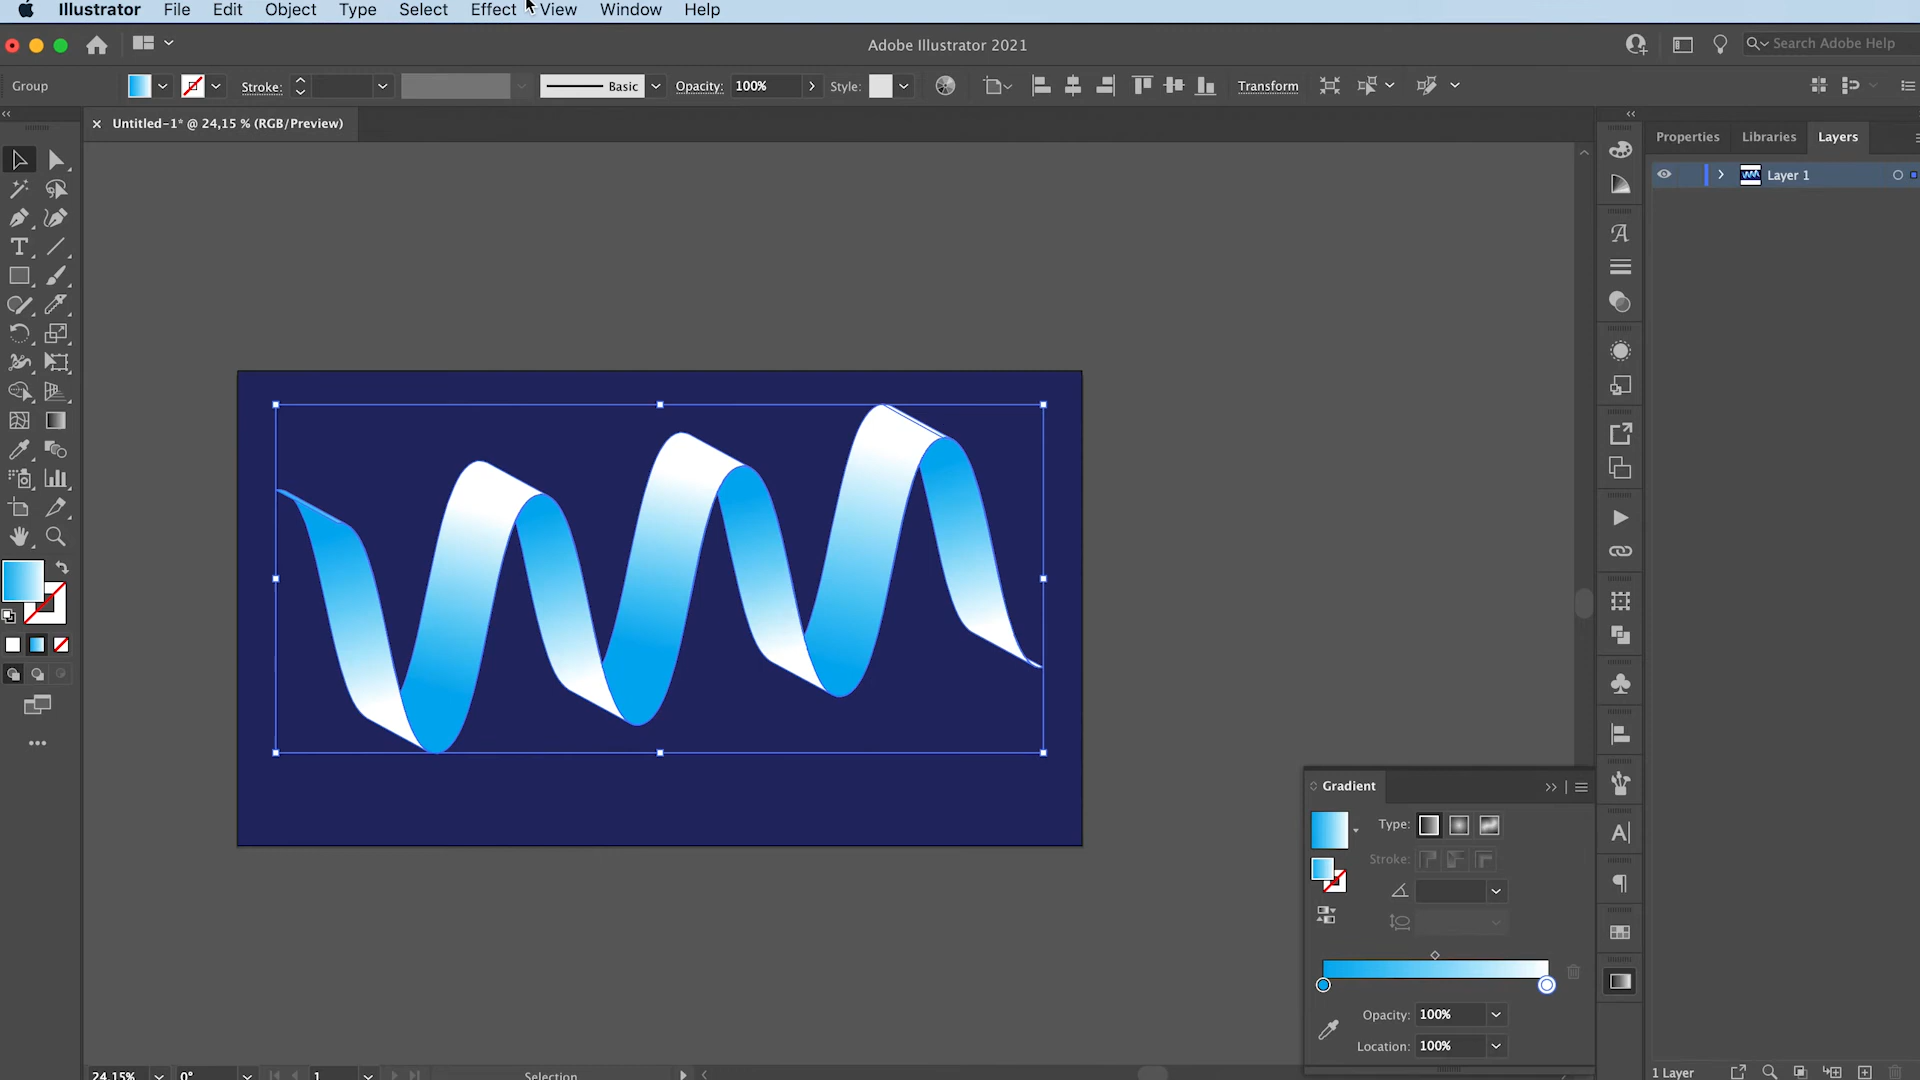 Illustrator File Edit Object Type Select Effect View Window Help
Adobe Illustrator 2021
Search Adobe Help
Group
Stroke:
Basic
Opacity: 100%
Style:
Transform
× Untitled-1* @ 24,15 % (RGB/Preview)
Properties Libraries Layers
Layer 1
Gradient
Type:
Stroke:
Opacity: 100%
Location: 100%
24,15% 0° 1 Selection
1 Layer